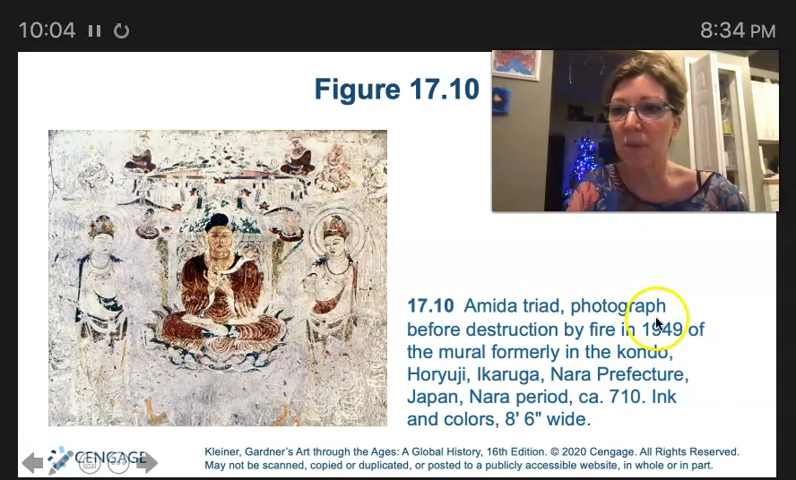 10:04
8:34 PM
Figure 17.10
17.10 Amida triad, photograph
before destruction by fire in 1949 of
the mural formerly in the kondo,
Horyuji, Ikaruga, Nara Prefecture,
Japan, Nara period, ca. 710. Ink
and colors, 8' 6" wide.
CENGAGE
Kleiner, Gardner's Art through the Ages: A Global History, 16th Edition. © 2020 Cengage. All Rights Reserved.
May not be scanned, copied or duplicated, or posted to a publicly accessible website, in whole or in part.